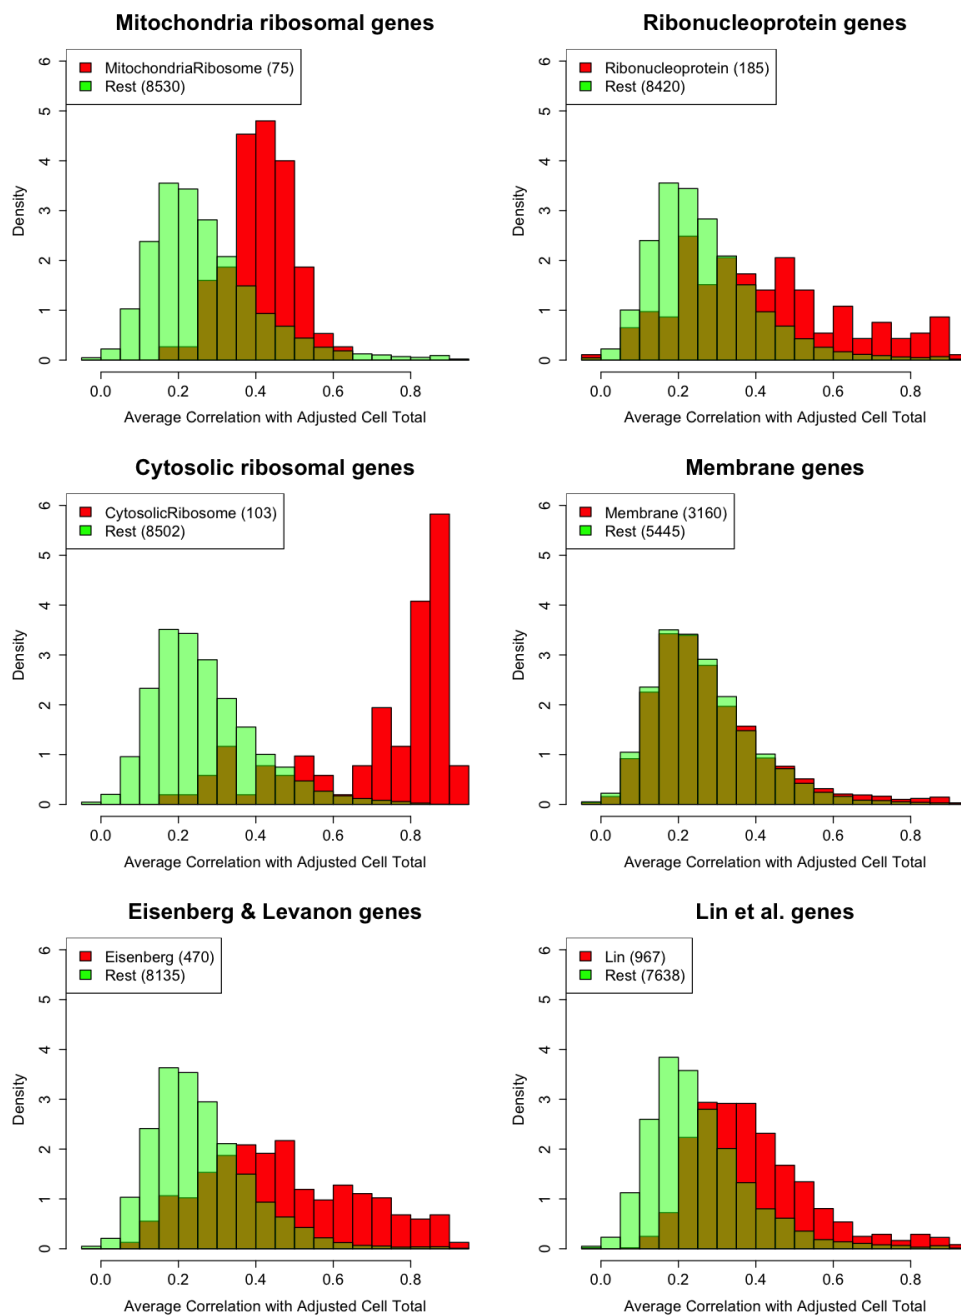 Mitochondria ribosomal genes
MitochondriaRibosome (75)
Rest (8530)
Density
0 1 2 3 4 5 6
0.0 0.2 0.4 0.6 0.8
Average Correlation with Adjusted Cell Total
Ribonucleoprotein genes
Ribonucleoprotein (185)
Rest (8420)
Density
0 1 2 3 4 5 6
0.0 0.2 0.4 0.6 0.8
Average Correlation with Adjusted Cell Total
Cytosolic ribosomal genes
CytosolicRibosome (103)
Rest (8502)
Density
0 1 2 3 4 5 6
0.0 0.2 0.4 0.6 0.8
Average Correlation with Adjusted Cell Total
Membrane genes
Membrane (3160)
Rest (5445)
Density
0 1 2 3 4 5 6
0.0 0.2 0.4 0.6 0.8
Average Correlation with Adjusted Cell Total
Eisenberg & Levanon genes
Eisenberg (470)
Rest (8135)
Density
0 1 2 3 4 5 6
0.0 0.2 0.4 0.6 0.8
Average Correlation with Adjusted Cell Total
Lin et al. genes
Lin (967)
Rest (7638)
Density
0 1 2 3 4 5 6
0.0 0.2 0.4 0.6 0.8
Average Correlation with Adjusted Cell Total